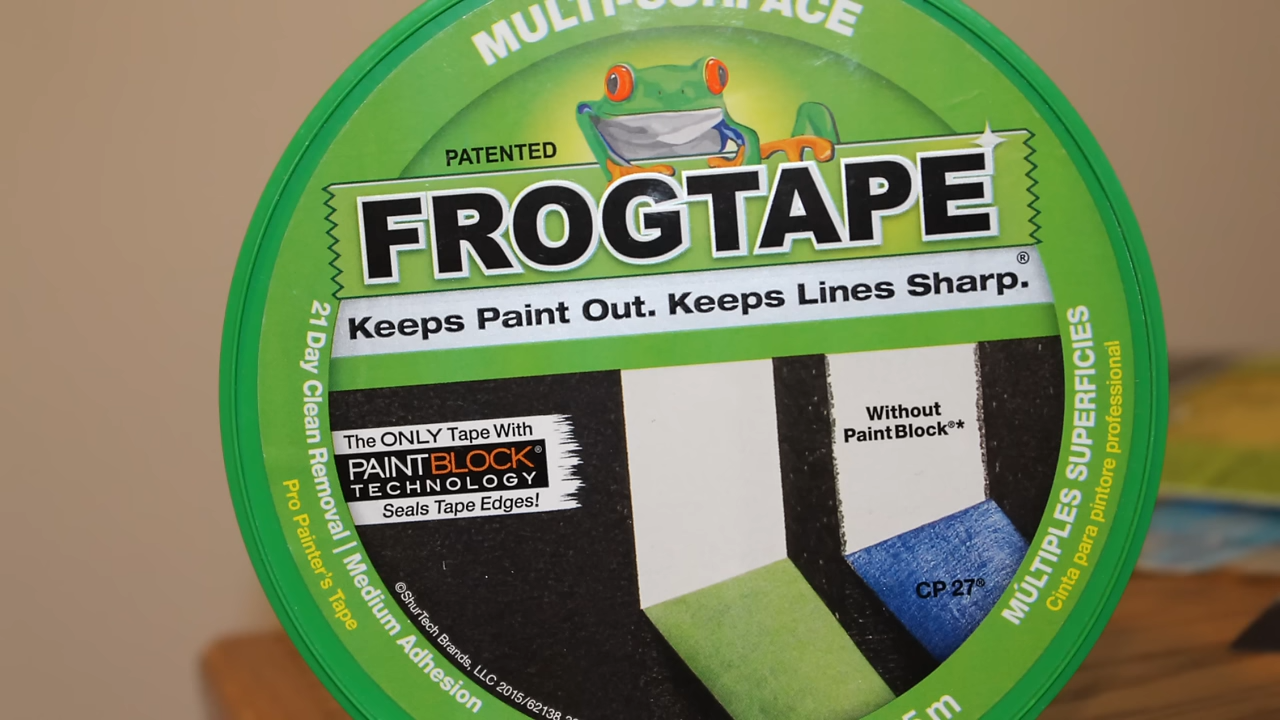 MULTI-SURFACE
PATENTED
FROGTAPE
®
Keeps Paint Out. Keeps Lines Sharp.
21 Day Clean Removal | Medium Adhesion
Pro Painter's Tape
The ONLY Tape With
PAINTBLOCK®
TECHNOLOGY
Seals Tape Edges!
Without
PaintBlock®*
CP 27®
MÚLTIPLES SUPERFICIES
Cinta para pintore professional
©ShurTech Brands, LLC 2015/62138